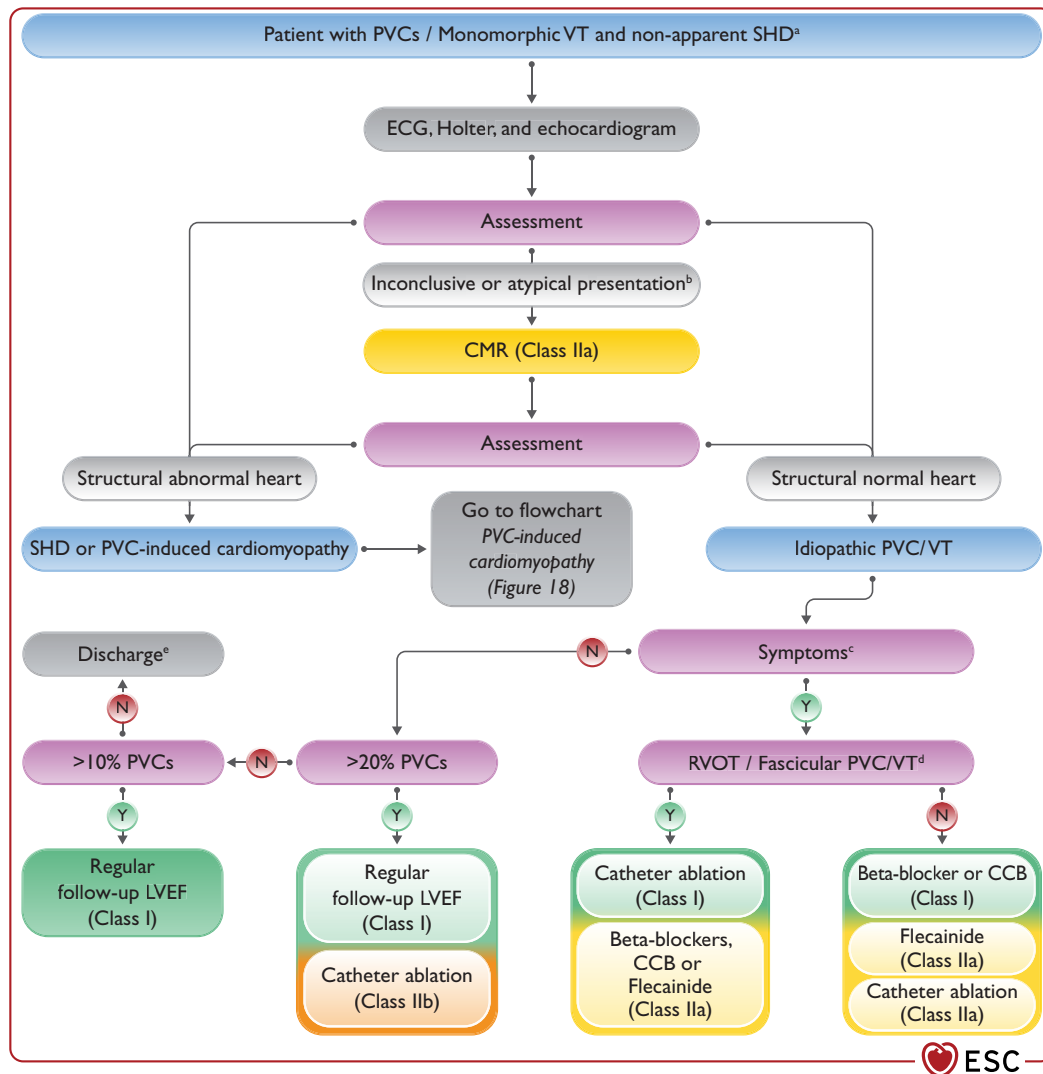 Patient with PVCs / Monomorphic VT and non-apparent SHDᵃ
ECG, Holter, and echocardiogram
Assessment
Inconclusive or atypical presentationᵇ
CMR (Class IIa)
Assessment
Structural abnormal heart
Structural normal heart
SHD or PVC-induced cardiomyopathy
Go to flowchart
PVC-induced
cardiomyopathy
(Figure 18)
Idiopathic PVC/VT
Dischargeᵉ
N
Symptomsᶜ
N
Y
>10% PVCs
N
>20% PVCs
RVOT / Fascicular PVC/VTᵈ
Y
Y
Y
N
Regular
follow-up LVEF
(Class I)
Regular
follow-up LVEF
(Class I)
Catheter ablation
(Class IIb)
Catheter ablation
(Class I)
Beta-blockers,
CCB or
Flecainide
(Class IIa)
Beta-blocker or CCB
(Class I)
Flecainide
(Class IIa)
Catheter ablation
(Class IIa)
ESC